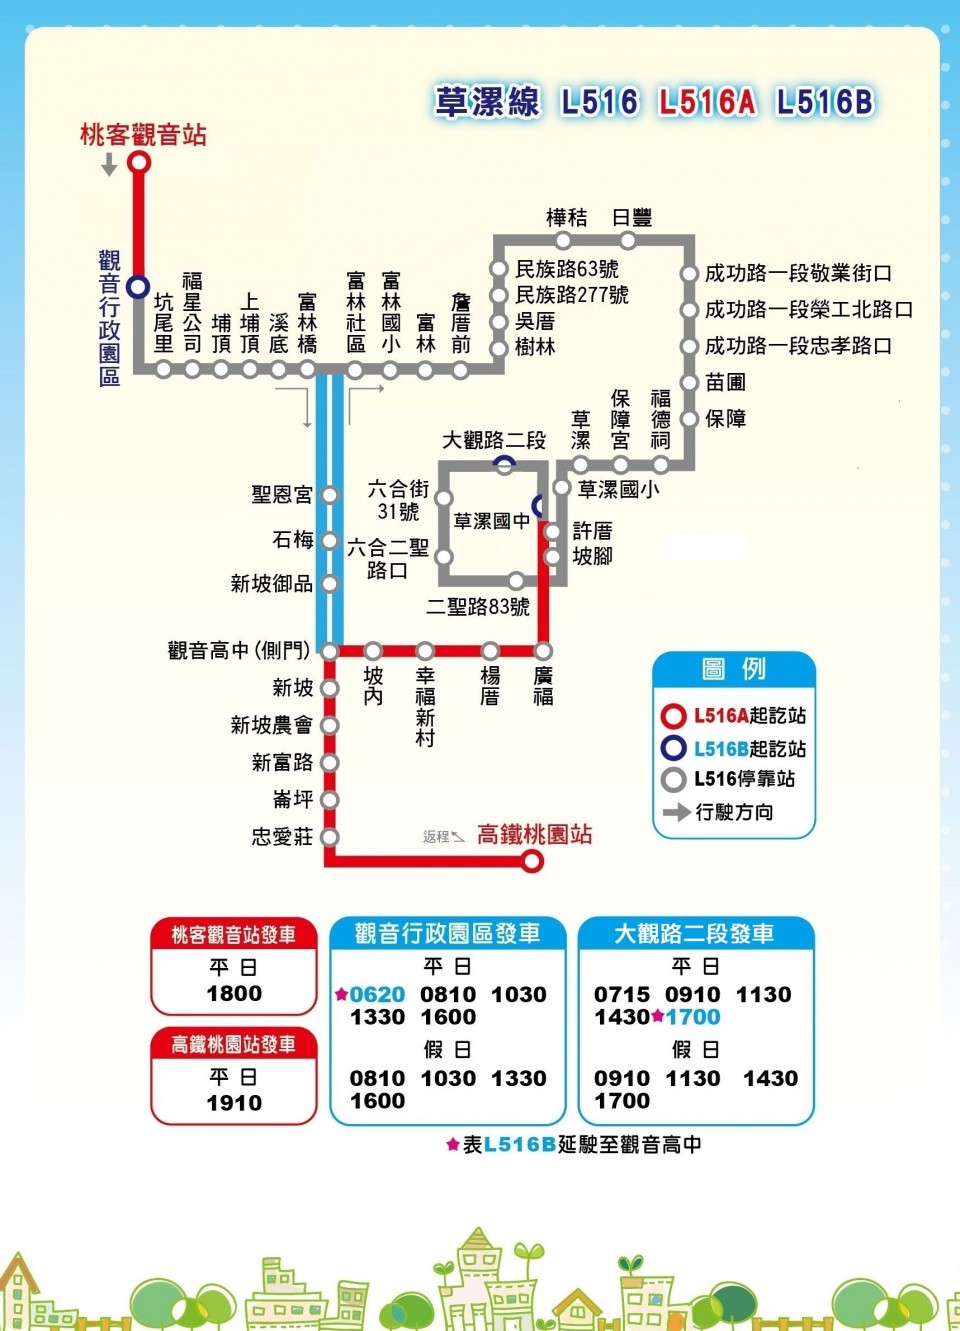 草漯線 L516 L516A L516B
桃客觀音站
觀音行政園區
坑尾里
福星公司
埔頂
上埔頂
溪底
富林橋
富林社區
富林國小
富林
詹厝前
樹林
吳厝
民族路277號
民族路63號
樺秸
日豐
成功路一段敬業街口
成功路一段榮工北路口
成功路一段忠孝路口
苗圃
保障
福德祠
保障宮
草漯
草漯國小
許厝
坡腳
大觀路二段
草漯國中
六合街
31號
六合二聖
路口
二聖路83號
聖恩宮
石梅
新坡御品
觀音高中(側門)
坡內
幸福新村
楊厝
廣福
新坡
新坡農會
新富路
崙坪
忠愛莊
返程
高鐵桃園站
圖 例
L516A起訖站
L516B起訖站
L516停靠站
行駛方向
桃客觀音站發車
平 日
1800
高鐵桃園站發車
平 日
1910
觀音行政園區發車
平 日
★0620 0810 1030
1330 1600
假 日
0810 1030 1330
1600
大觀路二段發車
平 日
0715 0910 1130
1430★1700
假 日
0910 1130 1430
1700
★表L516B延駛至觀音高中